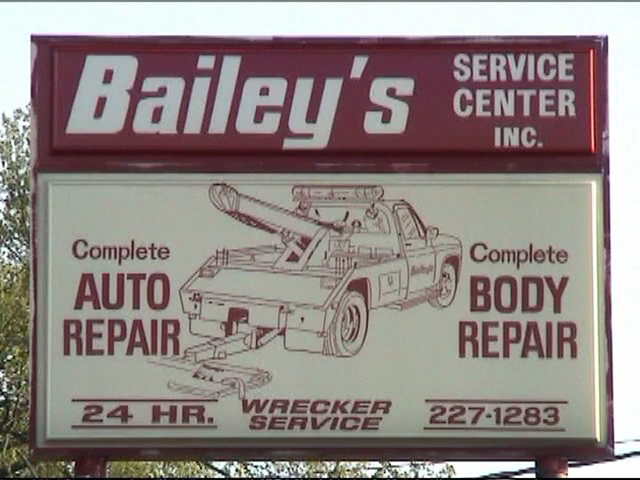 Bailey's
SERVICE
CENTER
INC.
Complete
AUTO
REPAIR
Complete
BODY
REPAIR
24 HR.
WRECKER
SERVICE
227-1283